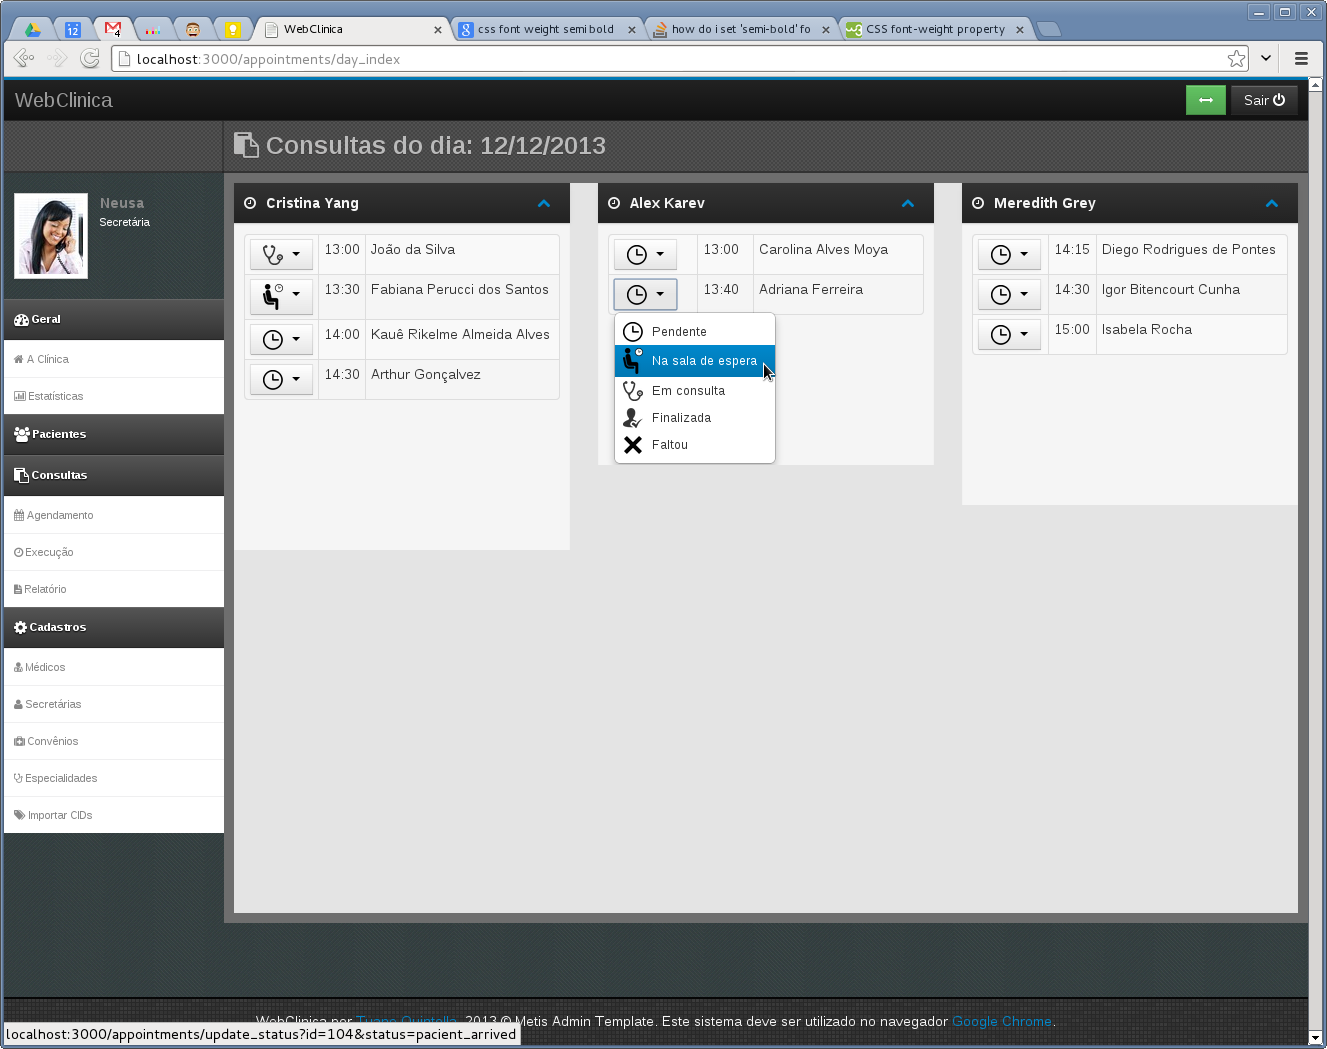 12
4
WebClinica
css font weight semi bold
how do i set 'semi-bold' fo
w3
CSS font-weight property
localhost:3000/appointments/day_index
WebClinica
Sair
Consultas do dia: 12/12/2013
Neusa
Secretária
Geral
A Clínica
Estatísticas
Pacientes
Consultas
Agendamento
Execução
Relatório
Cadastros
Médicos
Secretárias
Convênios
Especialidades
Importar CIDs
Cristina Yang
13:00 João da Silva
13:30 Fabiana Perucci dos Santos
14:00 Kauê Rikelme Almeida Alves
14:30 Arthur Gonçalvez
Alex Karev
13:00 Carolina Alves Moya
13:40 Adriana Ferreira
Pendente
Na sala de espera
Em consulta
Finalizada
Faltou
Meredith Grey
14:15 Diego Rodrigues de Pontes
14:30 Igor Bitencourt Cunha
15:00 Isabela Rocha
WebClinica por Tuane Quintella, 2013 © Metis Admin Template. Este sistema deve ser utilizado no navegador Google Chrome.
localhost:3000/appointments/update_status?id=104&status=pacient_arrived